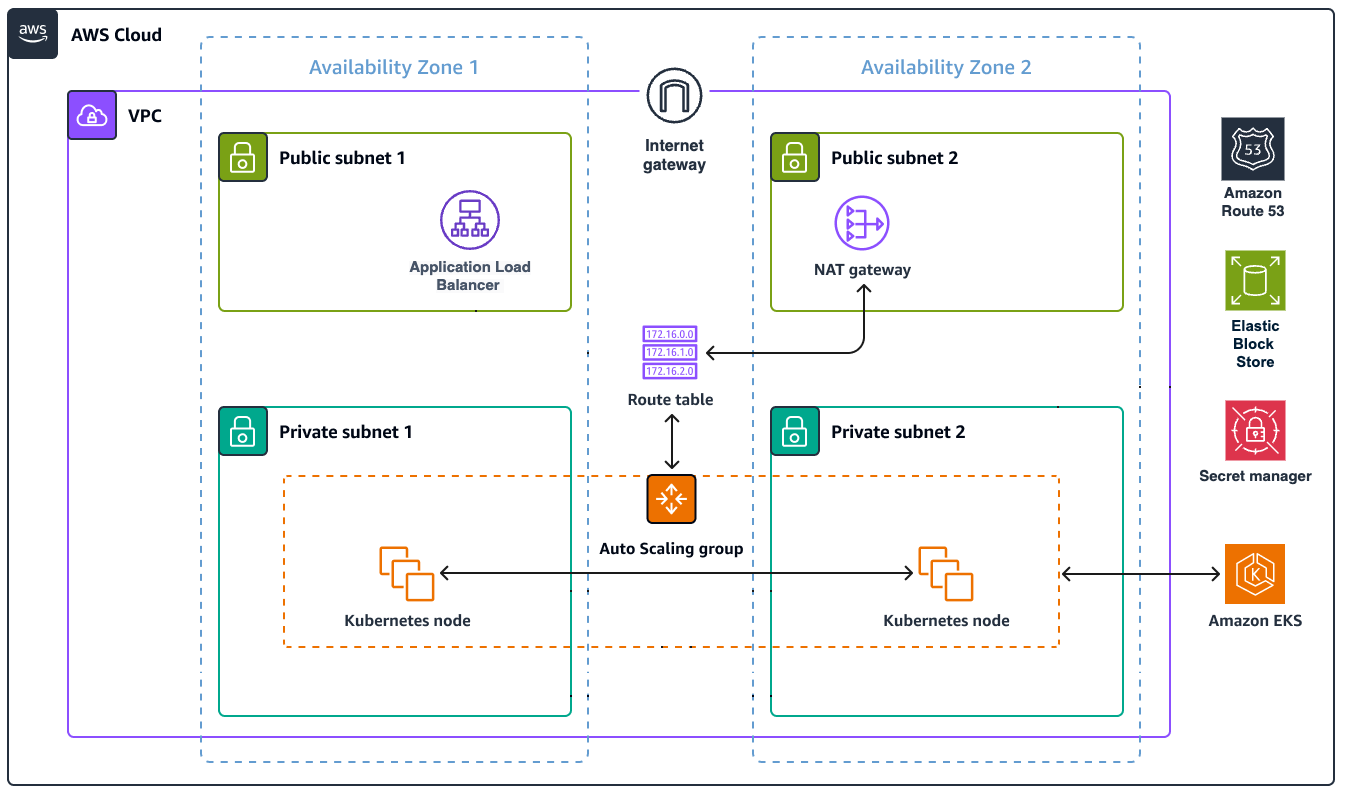 aws
AWS Cloud
Availability Zone 1
Availability Zone 2
VPC
Internet
gateway
Public subnet 1
Public subnet 2
53
Amazon
Route 53
Application Load
Balancer
NAT gateway
Elastic
Block
Store
172.16.0.0
172.16.1.0
172.16.2.0
Route table
Private subnet 1
Private subnet 2
Secret manager
Auto Scaling group
K
Kubernetes node
Kubernetes node
Amazon EKS